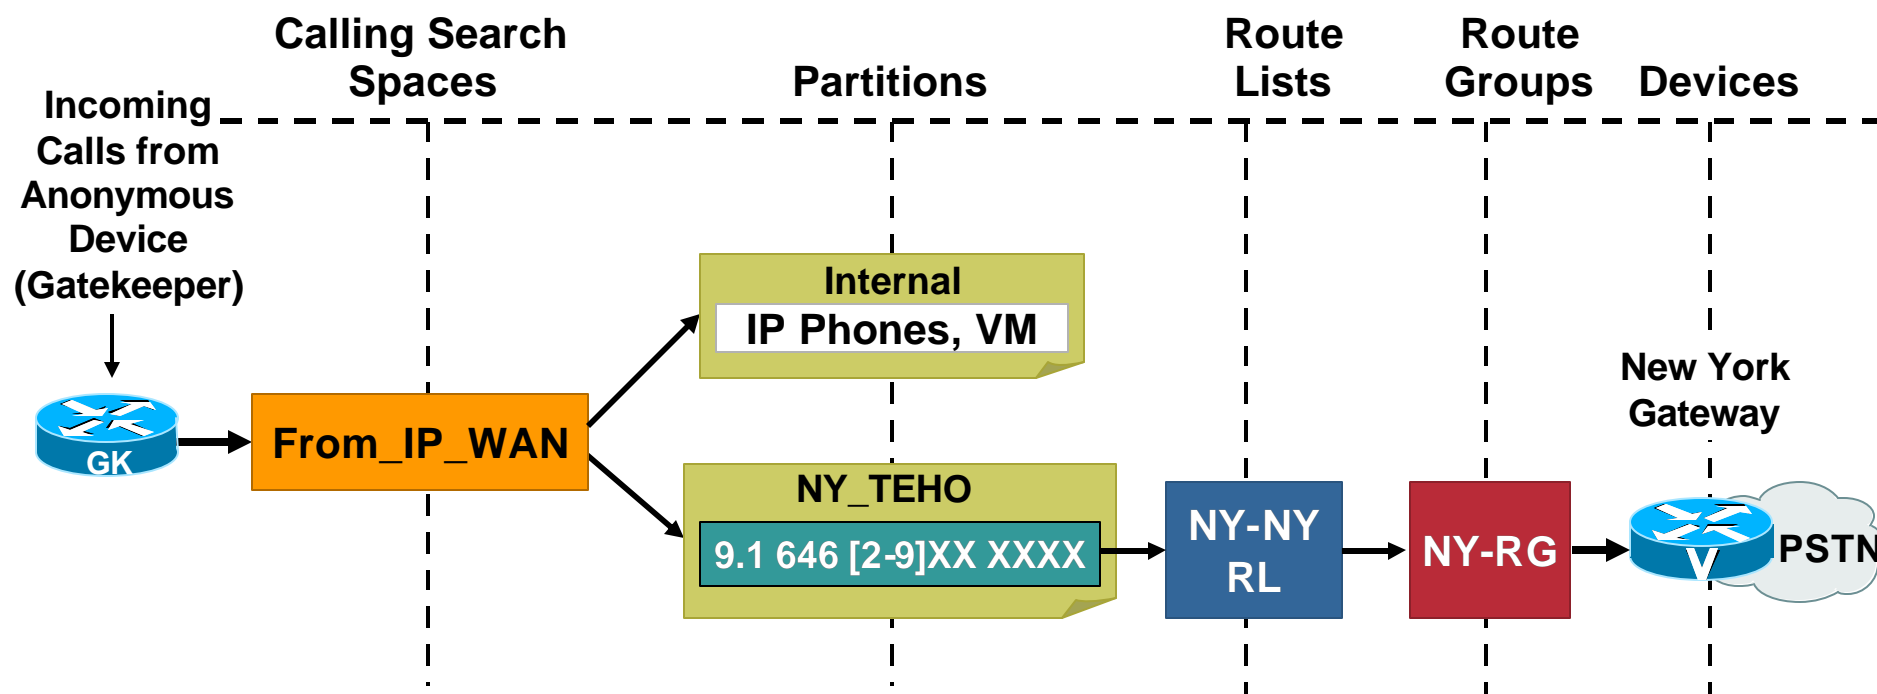 Calling Search
Spaces
Partitions
Route
Lists
Route
Groups
Devices
Incoming
Calls from
Anonymous
Device
(Gatekeeper)
GK
From_IP_WAN
Internal
IP Phones, VM
NY_TEHO
9.1 646 [2-9]XX XXXX
NY-NY
RL
NY-RG
New York
Gateway
V
PSTN